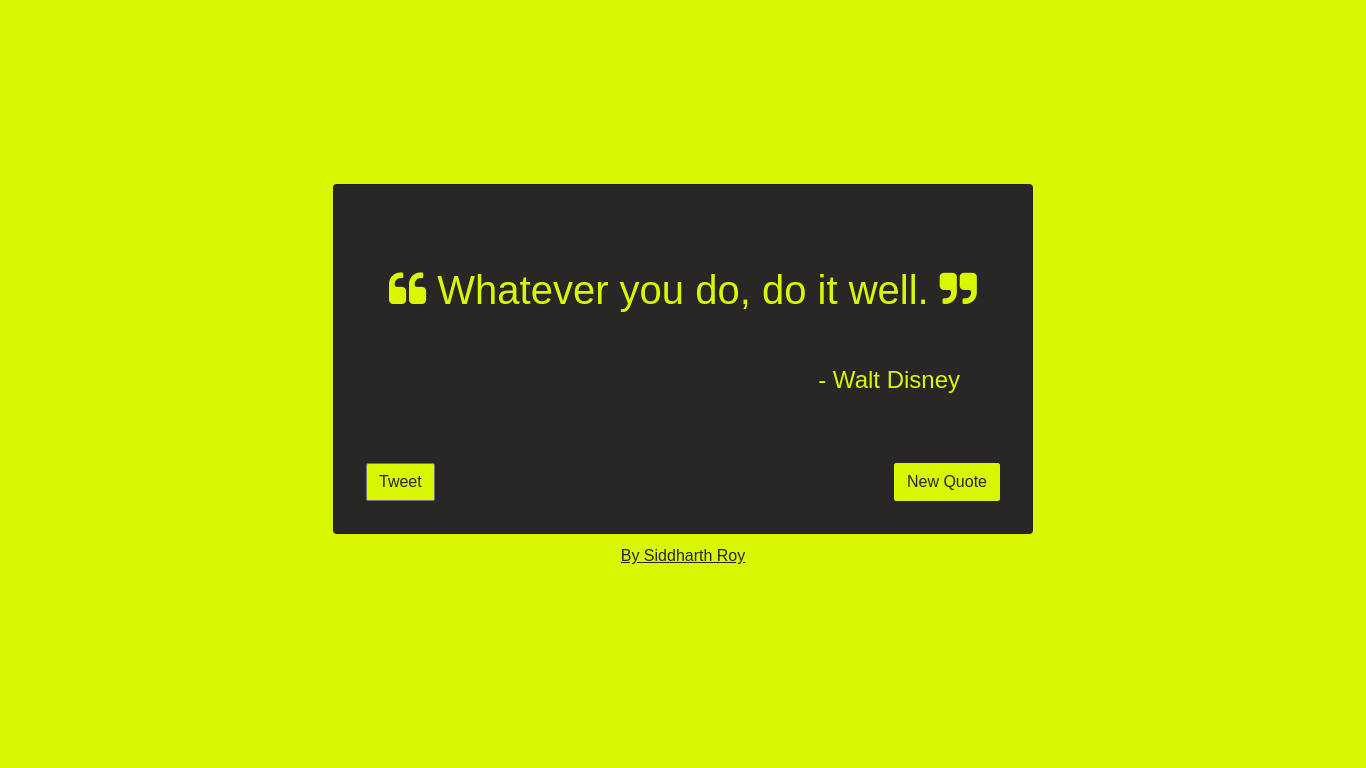 ❝ Whatever you do, do it well. ❞
- Walt Disney
Tweet
New Quote
By Siddharth Roy